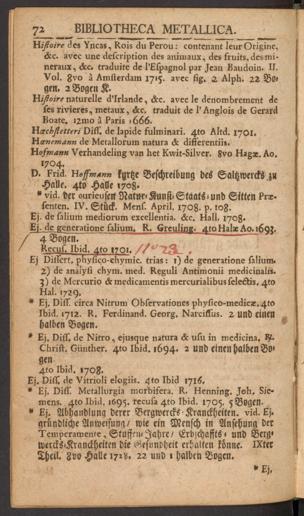 72 BIBLIOTHECA METALLICA.
Histoire des Yncas, Rois du Perou: contenant leur Origine,
&c. avec une description des animaux, des fruits, des mi-
neraux, &c. traduite de l'Espagnol par Jean Baudoin. II.
Vol. 8vo à Amsterdam 1715. avec fig. 2 Alph. 22 Bo-
gen. 2 Bogen K.
Histoire naturelle d'Irlande, &c. avec le denombrement de
ses rivieres, metaux, &c. traduit de l'Anglois de Gerard
Boate, 12mo à Paris 1666.
Hæchstetteri Diss. de lapide fulminari. 4to Altd. 1701.
Hænemann de Metallorum natura & differentiis.
Hofmann Verhandeling van het Kwit-Silver. 8vo Hagæ. Ao.
1704.
D. Frid. Hoffmann kurtze Beschreibung des Saltzwercks zu
Halle. 4to Halle 1708.
* vid. der curieusen Natur- Kunst- Staats- und Sitten Præ-
senten. IV. Stück. Mens. April. 1708. p. 108.
Ej. de salium mediorum excellentia. &c. Hall. 1708.
Ej. de generatione salium. R. Greuling. 4to Halæ Ao. 1693.
4 Bogen.
Recus. Ibid. 4to 1701.
Ej Dissert. physico-chymic. trias: 1) de generatione salium.
2) de analysi chym. med. Reguli Antimonii medicinalis.
3) de Mercurio & medicamentis mercurialibus selectis. 4to
Hal. 1729.
* Ej. Diss. circa Nitrum Observationes physico-medicæ. 4to
Ibid. 1712. R. Ferdinand. Georg. Narcissus. 2 und einen
halben Bogen.
Ej. Diss. de Nitro, ejusque natura & usu in medicina. R.
Christ. Günther. 4to Ibid. 1694. 2 und einen halben Bo-
gen
4to Ibid. 1708.
Ej. Diss. de Vitrioli elogiis. 4to Ibid 1716.
* Ej. Diss. Metallurgia morbifera. R. Henning. Joh. Sie-
mens. 4to Ibid. 1695. recusa 4to Ibid. 1705. 5 Bogen.
* Ej. Abhandlung derer Bergwercks-Kranckheiten. vid. Ej.
gründliche Anweisung/ wie ein Mensch in Ansehung der
Temperamente, Stuffen-Jahre/ Erbschaffts- und Berg-
wercks-Kranckheiten die Gesundheit erhalten könne. IXter
Theil. 8vo Halle 1728. 22 und 1 halben Bogen.
* Ej.